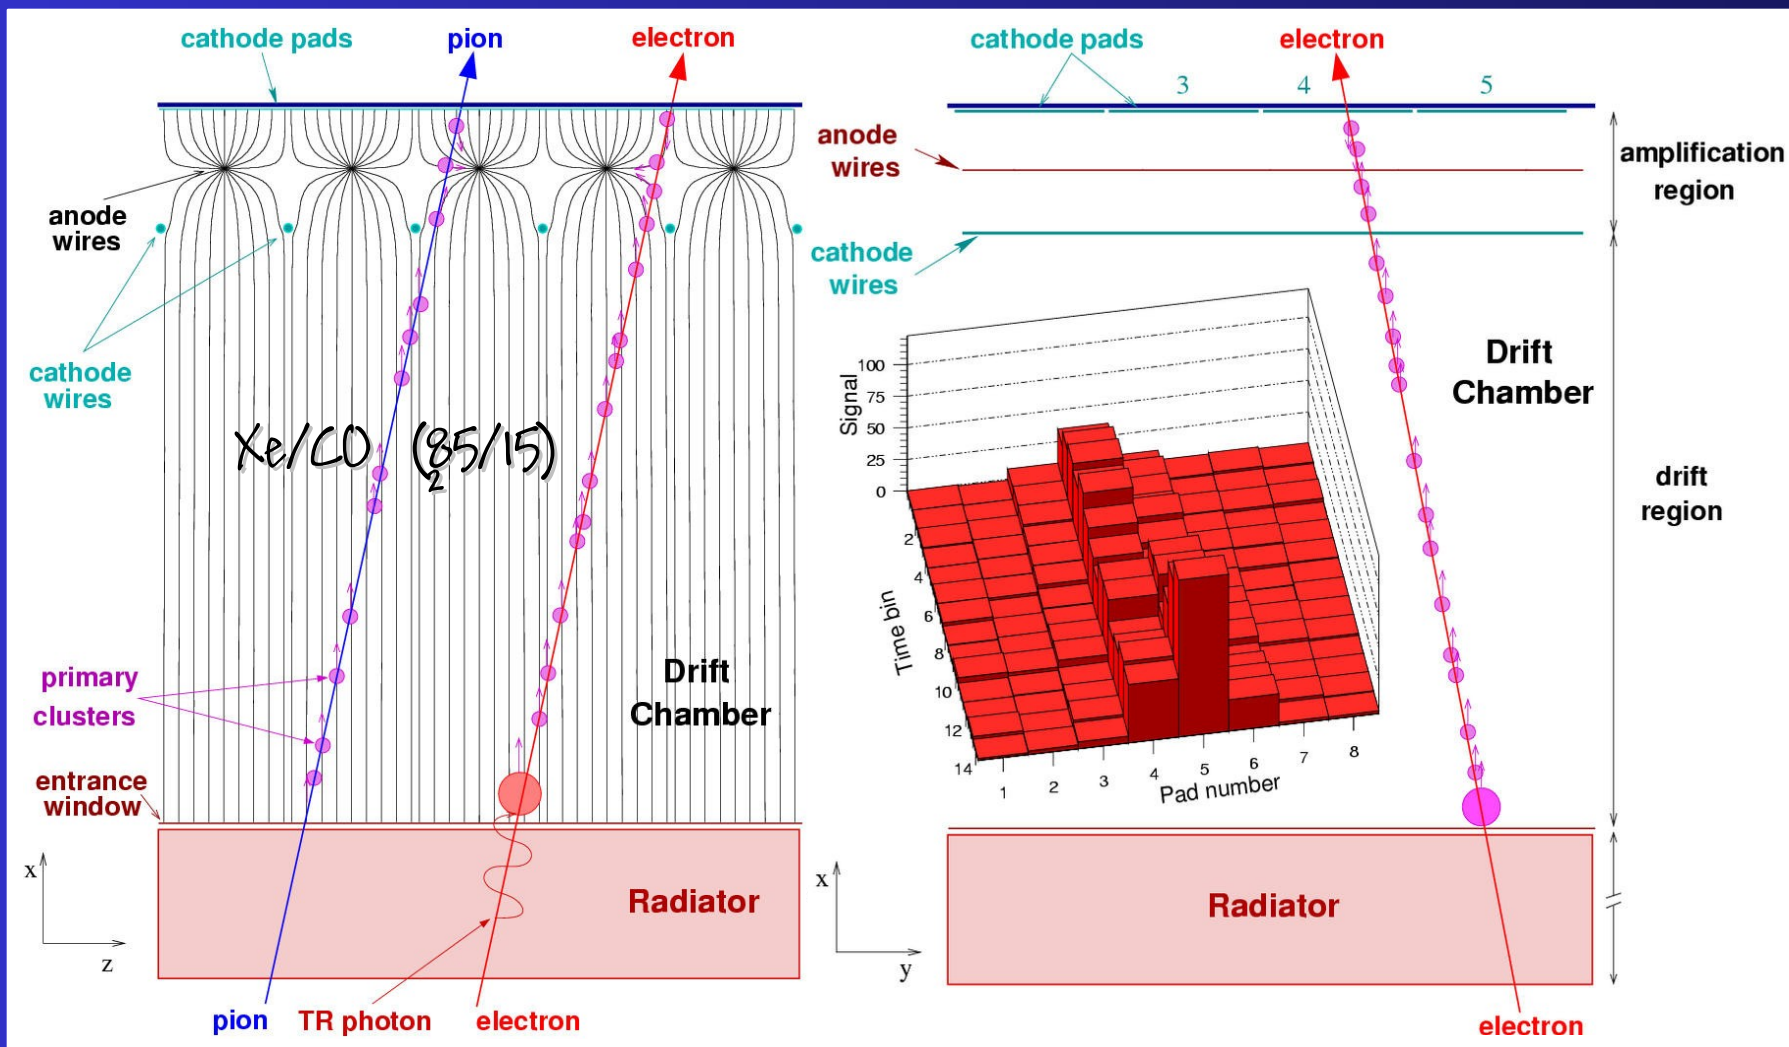 cathode pads
pion
electron
anode
wires
cathode
wires
Xe/CO2 (85/15)
primary
clusters
Drift
Chamber
entrance
window
Radiator
x
z
pion
TR photon
electron
cathode pads
electron
3
4
5
anode
wires
amplification
region
cathode
wires
Drift
Chamber
drift
region
Signal
100
75
50
25
0
Time bin
2
4
6
8
10
12
14
1
2
3
4
5
6
7
8
Pad number
Radiator
x
y
electron